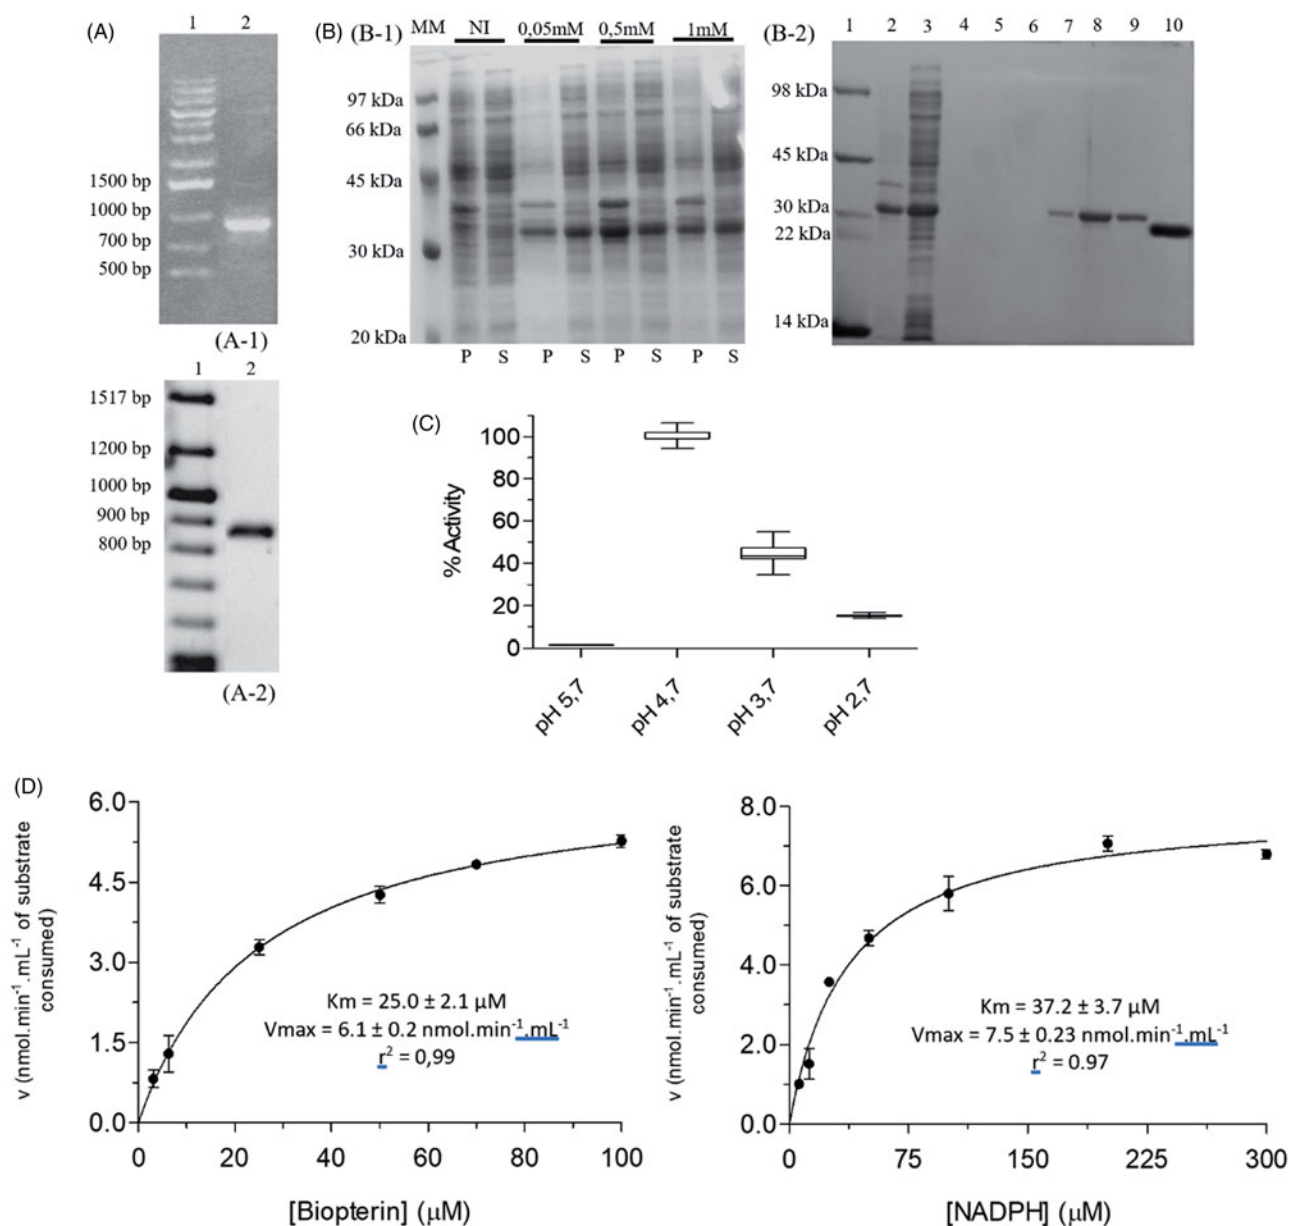 (A)
1 2
1500 bp
1000 bp
700 bp
500 bp
(A-1)
1 2
1517 bp
1200 bp
1000 bp
900 bp
800 bp
(A-2)
(B) (B-1) MM NI 0,05mM 0,5mM 1mM
97 kDa
66 kDa
45 kDa
30 kDa
20 kDa
P S P S P S P S
(B-2) 1 2 3 4 5 6 7 8 9 10
98 kDa
45 kDa
30 kDa
22 kDa
14 kDa
(C)
% Activity
100
80
60
40
20
0
pH 5,7 pH 4,7 pH 3,7 pH 2,7
(D)
v (nmol.min⁻¹.mL⁻¹ of substrate
consumed)
6.0
4.5
3.0
1.5
0.0
Km = 25.0 ± 2.1 µM
Vmax = 6.1 ± 0.2 nmol.min⁻¹.mL⁻¹
r² = 0,99
0 20 40 60 80 100
[Biopterin] (µM)
v (nmol.min⁻¹.mL⁻¹ of substrate
consumed)
8.0
6.0
4.0
2.0
0.0
Km = 37.2 ± 3.7 µM
Vmax = 7.5 ± 0.23 nmol.min⁻¹.mL⁻¹
r² = 0.97
0 75 150 225 300
[NADPH] (µM)